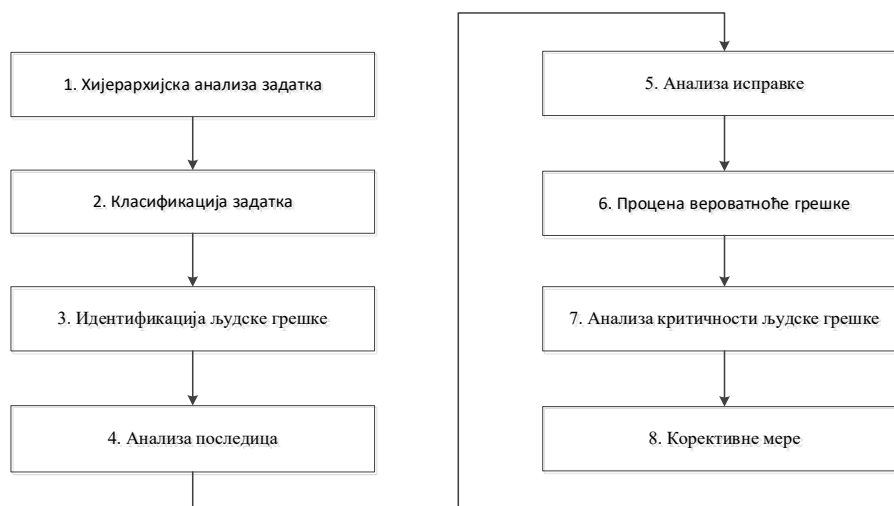 1. Хијерархијска анализа задатка
2. Класификација задатка
3. Идентификација људске грешке
4. Анализа последица
5. Анализа исправке
6. Процена вероватноће грешке
7. Анализа критичности људске грешке
8. Корективне мере